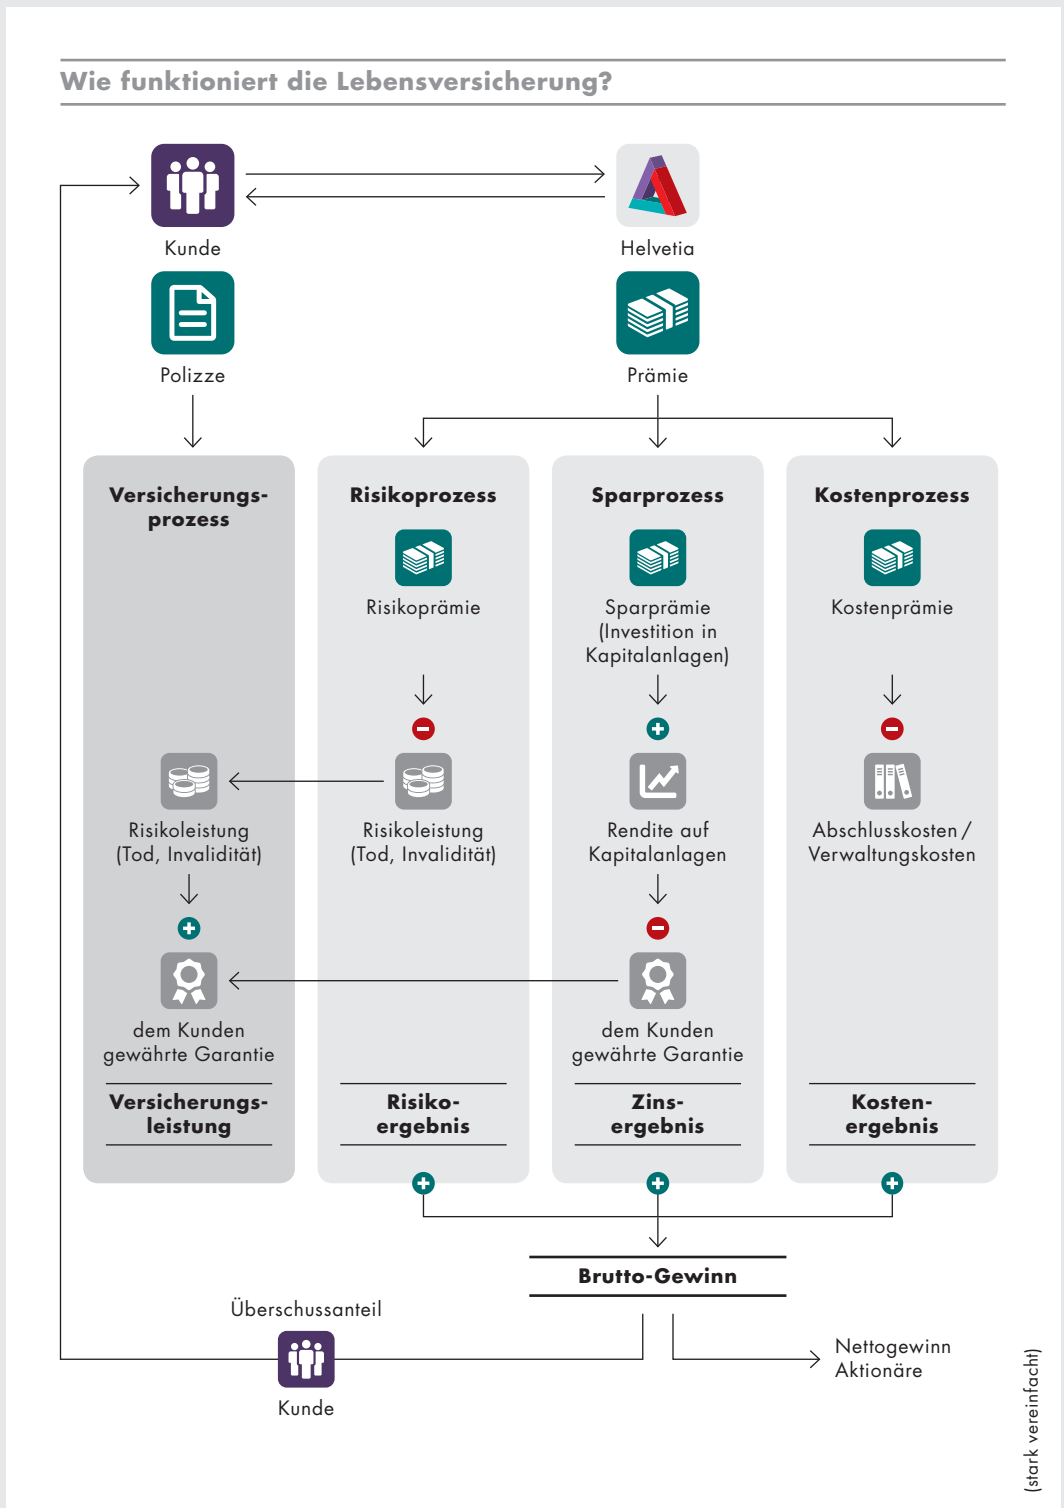 Wie funktioniert die Lebensversicherung?
Kunde
Helvetia
Polizze
Prämie
Versicherungs-
prozess
Risikoleistung
(Tod, Invalidität)
dem Kunden
gewährte Garantie
Versicherungs-
leistung
Risikoprozess
Risikoprämie
Risikoleistung
(Tod, Invalidität)
Risiko-
ergebnis
Sparprozess
Sparprämie
(Investition in
Kapitalanlagen)
Rendite auf
Kapitalanlagen
dem Kunden
gewährte Garantie
Zins-
ergebnis
Kostenprozess
Kostenprämie
Abschlusskosten /
Verwaltungskosten
Kosten-
ergebnis
Brutto-Gewinn
Überschussanteil
Kunde
Nettogewinn
Aktionäre
(stark vereinfacht)